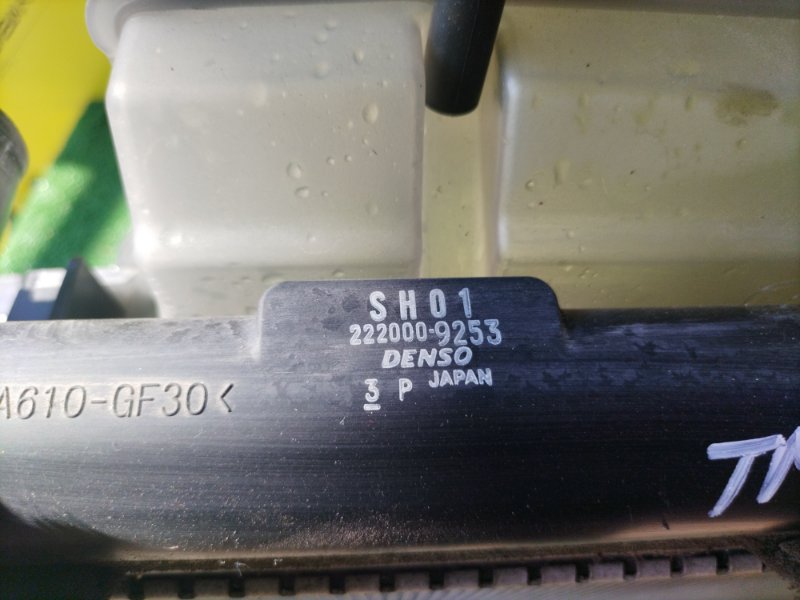 SH01
222000-9253
DENSO
3 P JAPAN
A610-GF30<